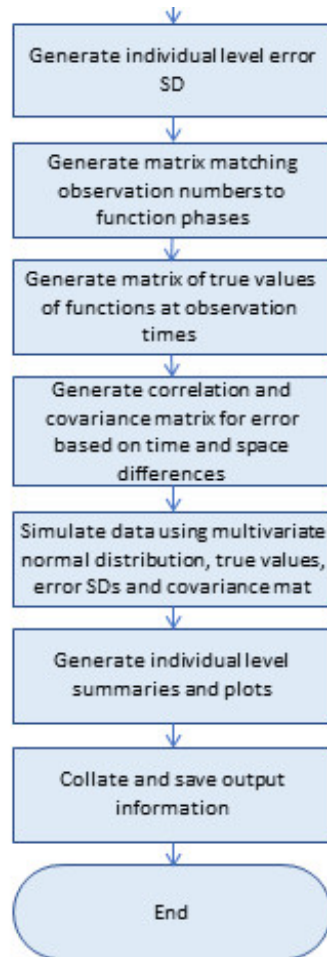 Generate individual level error
SD
Generate matrix matching
observation numbers to
function phases
Generate matrix of true values
of functions at observation
times
Generate correlation and
covariance matrix for error
based on time and space
differences
Simulate data using multivariate
normal distribution, true values,
error SDs and covariance mat
Generate individual level
summaries and plots
Collate and save output
information
End